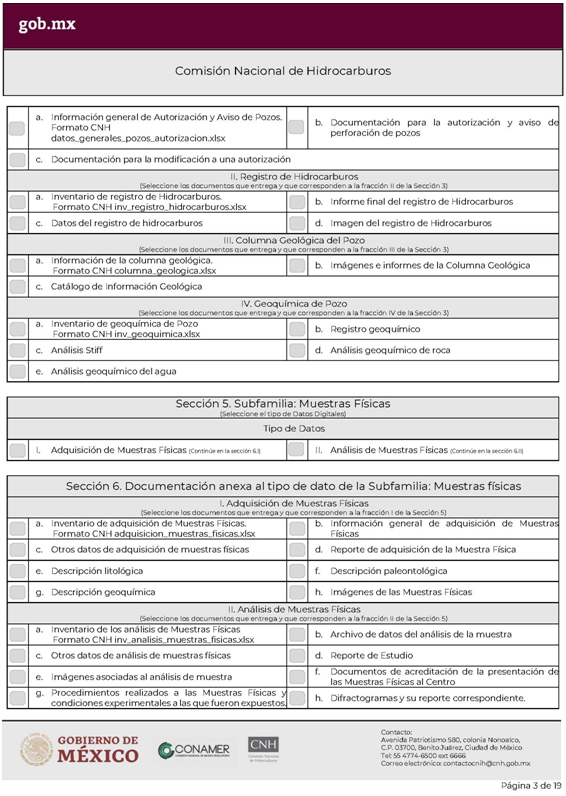 gob.mx
Comisión Nacional de Hidrocarburos
a. Información general de Autorización y Aviso de Pozos.
Formato CNH
datos_generales_pozos_autorizacion.xlsx
b. Documentación para la autorización y aviso de
perforación de pozos
c. Documentación para la modificación a una autorización
II. Registro de Hidrocarburos
(Seleccione los documentos que entrega y que corresponden a la fracción II de la Sección 3)
a. Inventario de registro de Hidrocarburos.
Formato CNH inv_registro_hidrocarburos.xlsx
b. Informe final del registro de Hidrocarburos
c. Datos del registro de hidrocarburos
d. Imagen del registro de Hidrocarburos
III. Columna Geológica del Pozo
(Seleccione los documentos que entrega y que corresponden a la fracción III de la Sección 3)
a. Información de la columna geológica.
Formato CNH columna_geologica.xlsx
b. Imágenes e informes de la Columna Geológica
c. Catálogo de Información Geológica
IV. Geoquímica de Pozo
(Seleccione los documentos que entrega y que corresponden a la fracción IV de la Sección 3)
a. Inventario de geoquímica de Pozo
Formato CNH inv_geoquimica.xlsx
b. Registro geoquímico
c. Análisis Stiff
d. Análisis geoquímico de roca
e. Análisis geoquímico del agua
Sección 5. Subfamilia: Muestras Físicas
(Seleccione el tipo de Datos Digitales)
Tipo de Datos
I. Adquisición de Muestras Físicas (Continúe en la sección 6.I)
II. Análisis de Muestras Físicas (Continúe en la sección 6.II)
Sección 6. Documentación anexa al tipo de dato de la Subfamilia: Muestras físicas
I. Adquisición de Muestras Físicas
(Seleccione los documentos que entrega y que corresponden a la fracción I de la Sección 5)
a. Inventario de adquisición de Muestras Físicas.
Formato CNH adquisicion_muestras_fisicas.xlsx
b. Información general de adquisición de Muestras
Físicas
c. Otros datos de adquisición de muestras físicas
d. Reporte de adquisición de la Muestra Física
e. Descripción litológica
f. Descripción paleontológica
g. Descripción geoquímica
h. Imágenes de las Muestras Físicas
II. Análisis de Muestras Físicas
(Seleccione los documentos que entrega y que corresponden a la fracción II de la Sección 5)
a. Inventario de los análisis de Muestras Físicas
Formato CNH inv_analisis_muestras_fisicas.xlsx
b. Archivo de datos del análisis de la muestra
c. Otros datos de análisis de muestras físicas
d. Reporte de Estudio
e. Imágenes asociadas al análisis de muestra
f. Documentos de acreditación de la presentación de
las Muestras Físicas al Centro
g. Procedimientos realizados a las Muestras Físicas y
condiciones experimentales a las que fueron expuestos.
h. Difractogramas y su reporte correspondiente.
GOBIERNO DE
MÉXICO
CONAMER
CNH
Comisión Nacional
de Hidrocarburos
Contacto:
Avenida Patriotismo 580, colonia Nonoalco,
C.P. 03700, Benito Juárez, Ciudad de México
Tel: 55 4774-6500 ext 6666
Correo electrónico: contactocnih@cnh.gob.mx
Página 3 de 19